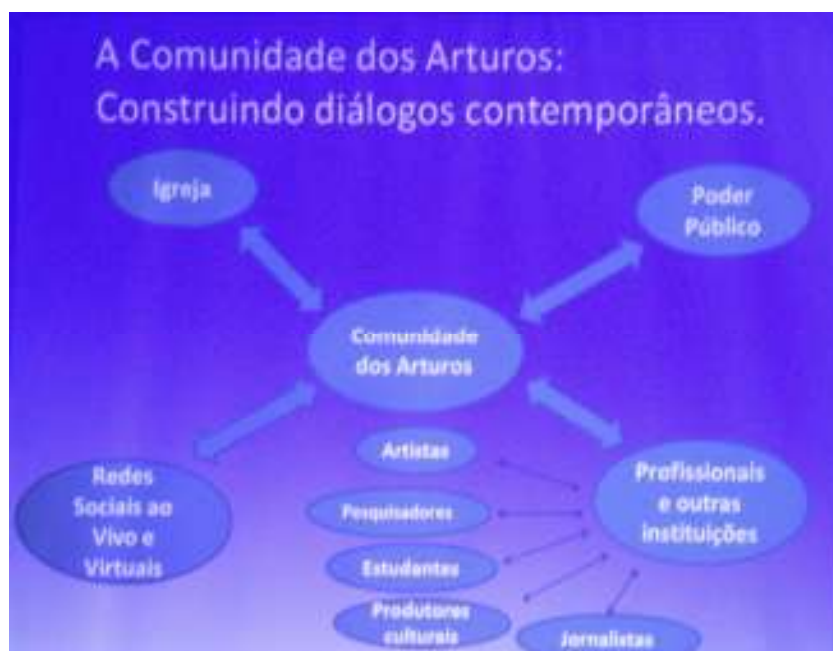 A Comunidade dos Arturos:
Construindo diálogos contemporâneos.
Igreja
Poder
Público
Comunidade
dos Arturos
Redes
Sociais ao
Vivo e
Virtuais
Profissionais
e outras
instituições
Artistas
Pesquisadores
Estudantes
Produtores
culturais
Jornalistas